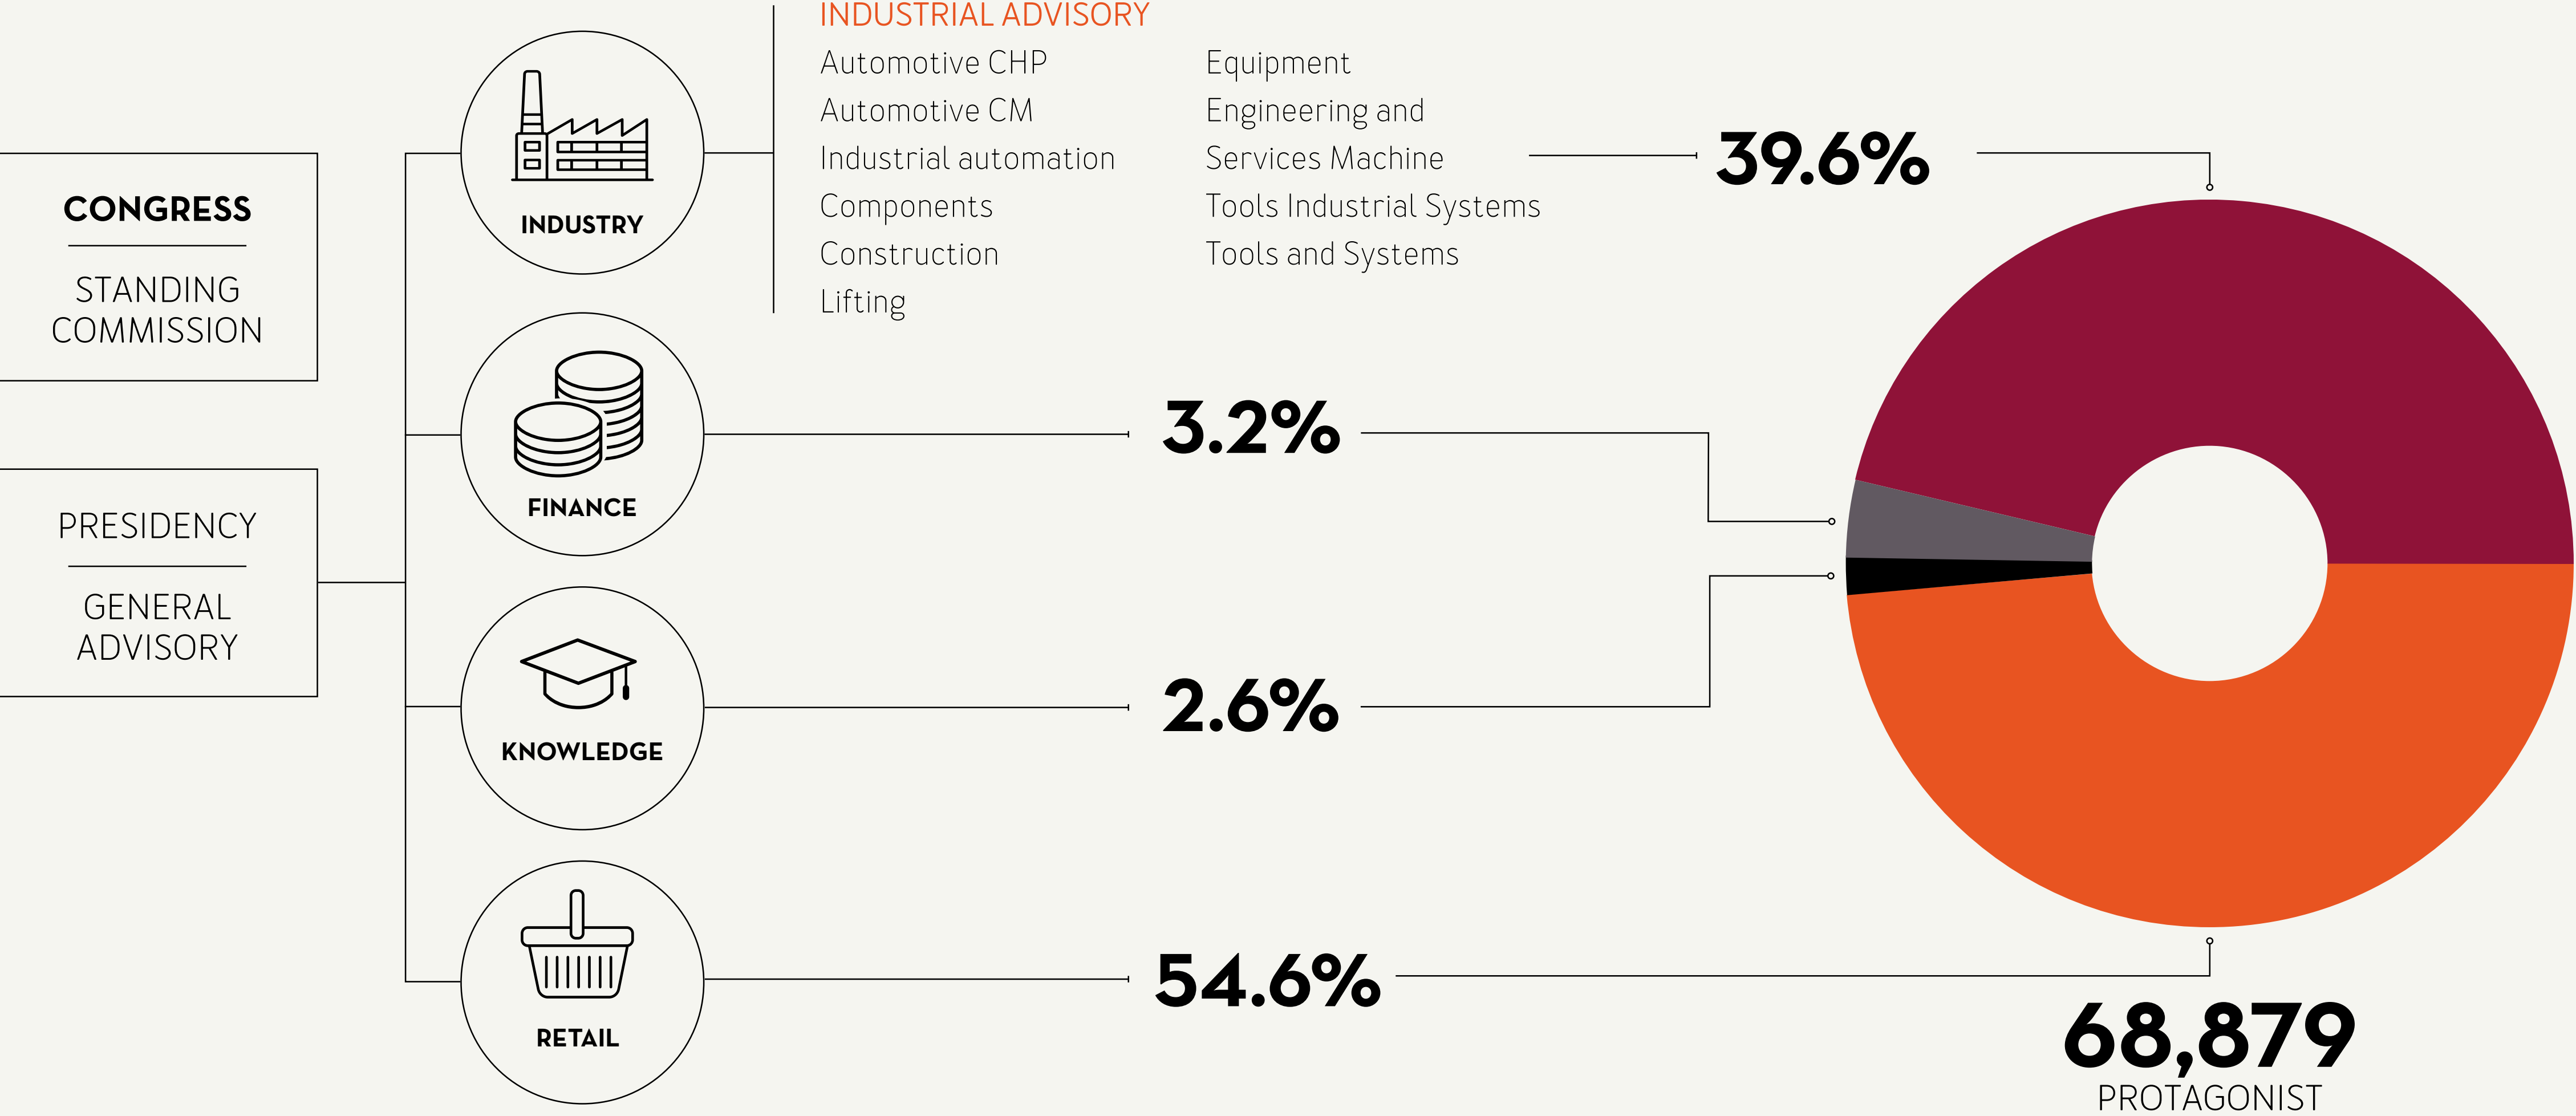 CONGRESS
STANDING
COMMISSION
PRESIDENCY
GENERAL
ADVISORY
INDUSTRY
FINANCE
KNOWLEDGE
RETAIL
INDUSTRIAL ADVISORY
Automotive CHP
Automotive CM
Industrial automation
Components
Construction
Lifting
Equipment
Engineering and
Services Machine
Tools Industrial Systems
Tools and Systems
39.6%
3.2%
2.6%
54.6%
68,879
PROTAGONIST